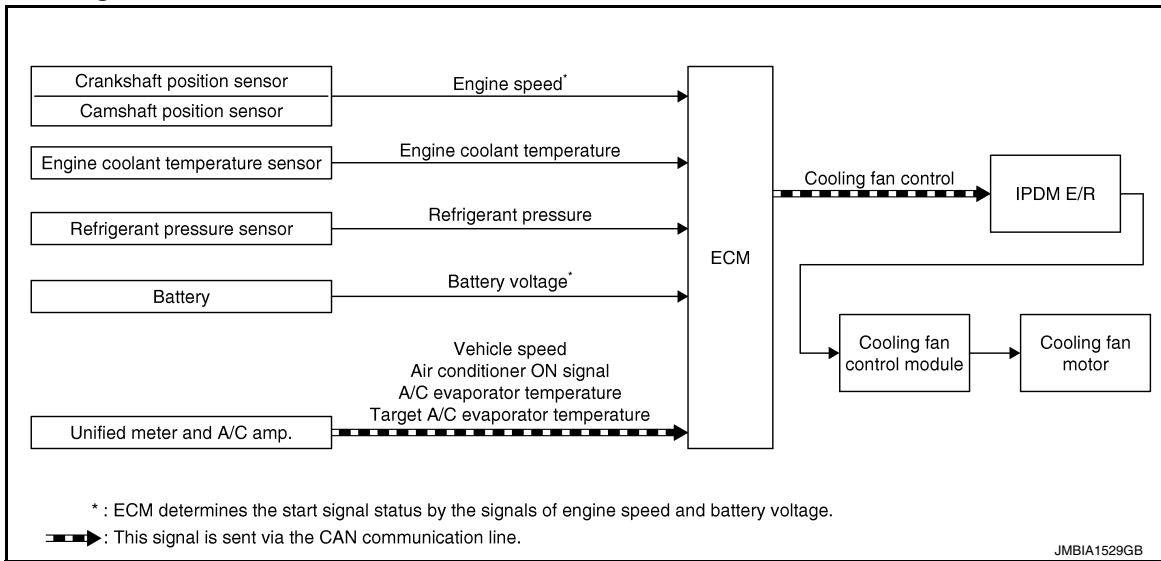 Crankshaft position sensor
Camshaft position sensor
Engine speed*
Engine coolant temperature sensor
Engine coolant temperature
Refrigerant pressure sensor
Refrigerant pressure
Battery
Battery voltage*
Vehicle speed
Air conditioner ON signal
A/C evaporator temperature
Target A/C evaporator temperature
Unified meter and A/C amp.
ECM
Cooling fan control
IPDM E/R
Cooling fan
control module
Cooling fan
motor
* : ECM determines the start signal status by the signals of engine speed and battery voltage.
: This signal is sent via the CAN communication line.
JMBIA1529GB